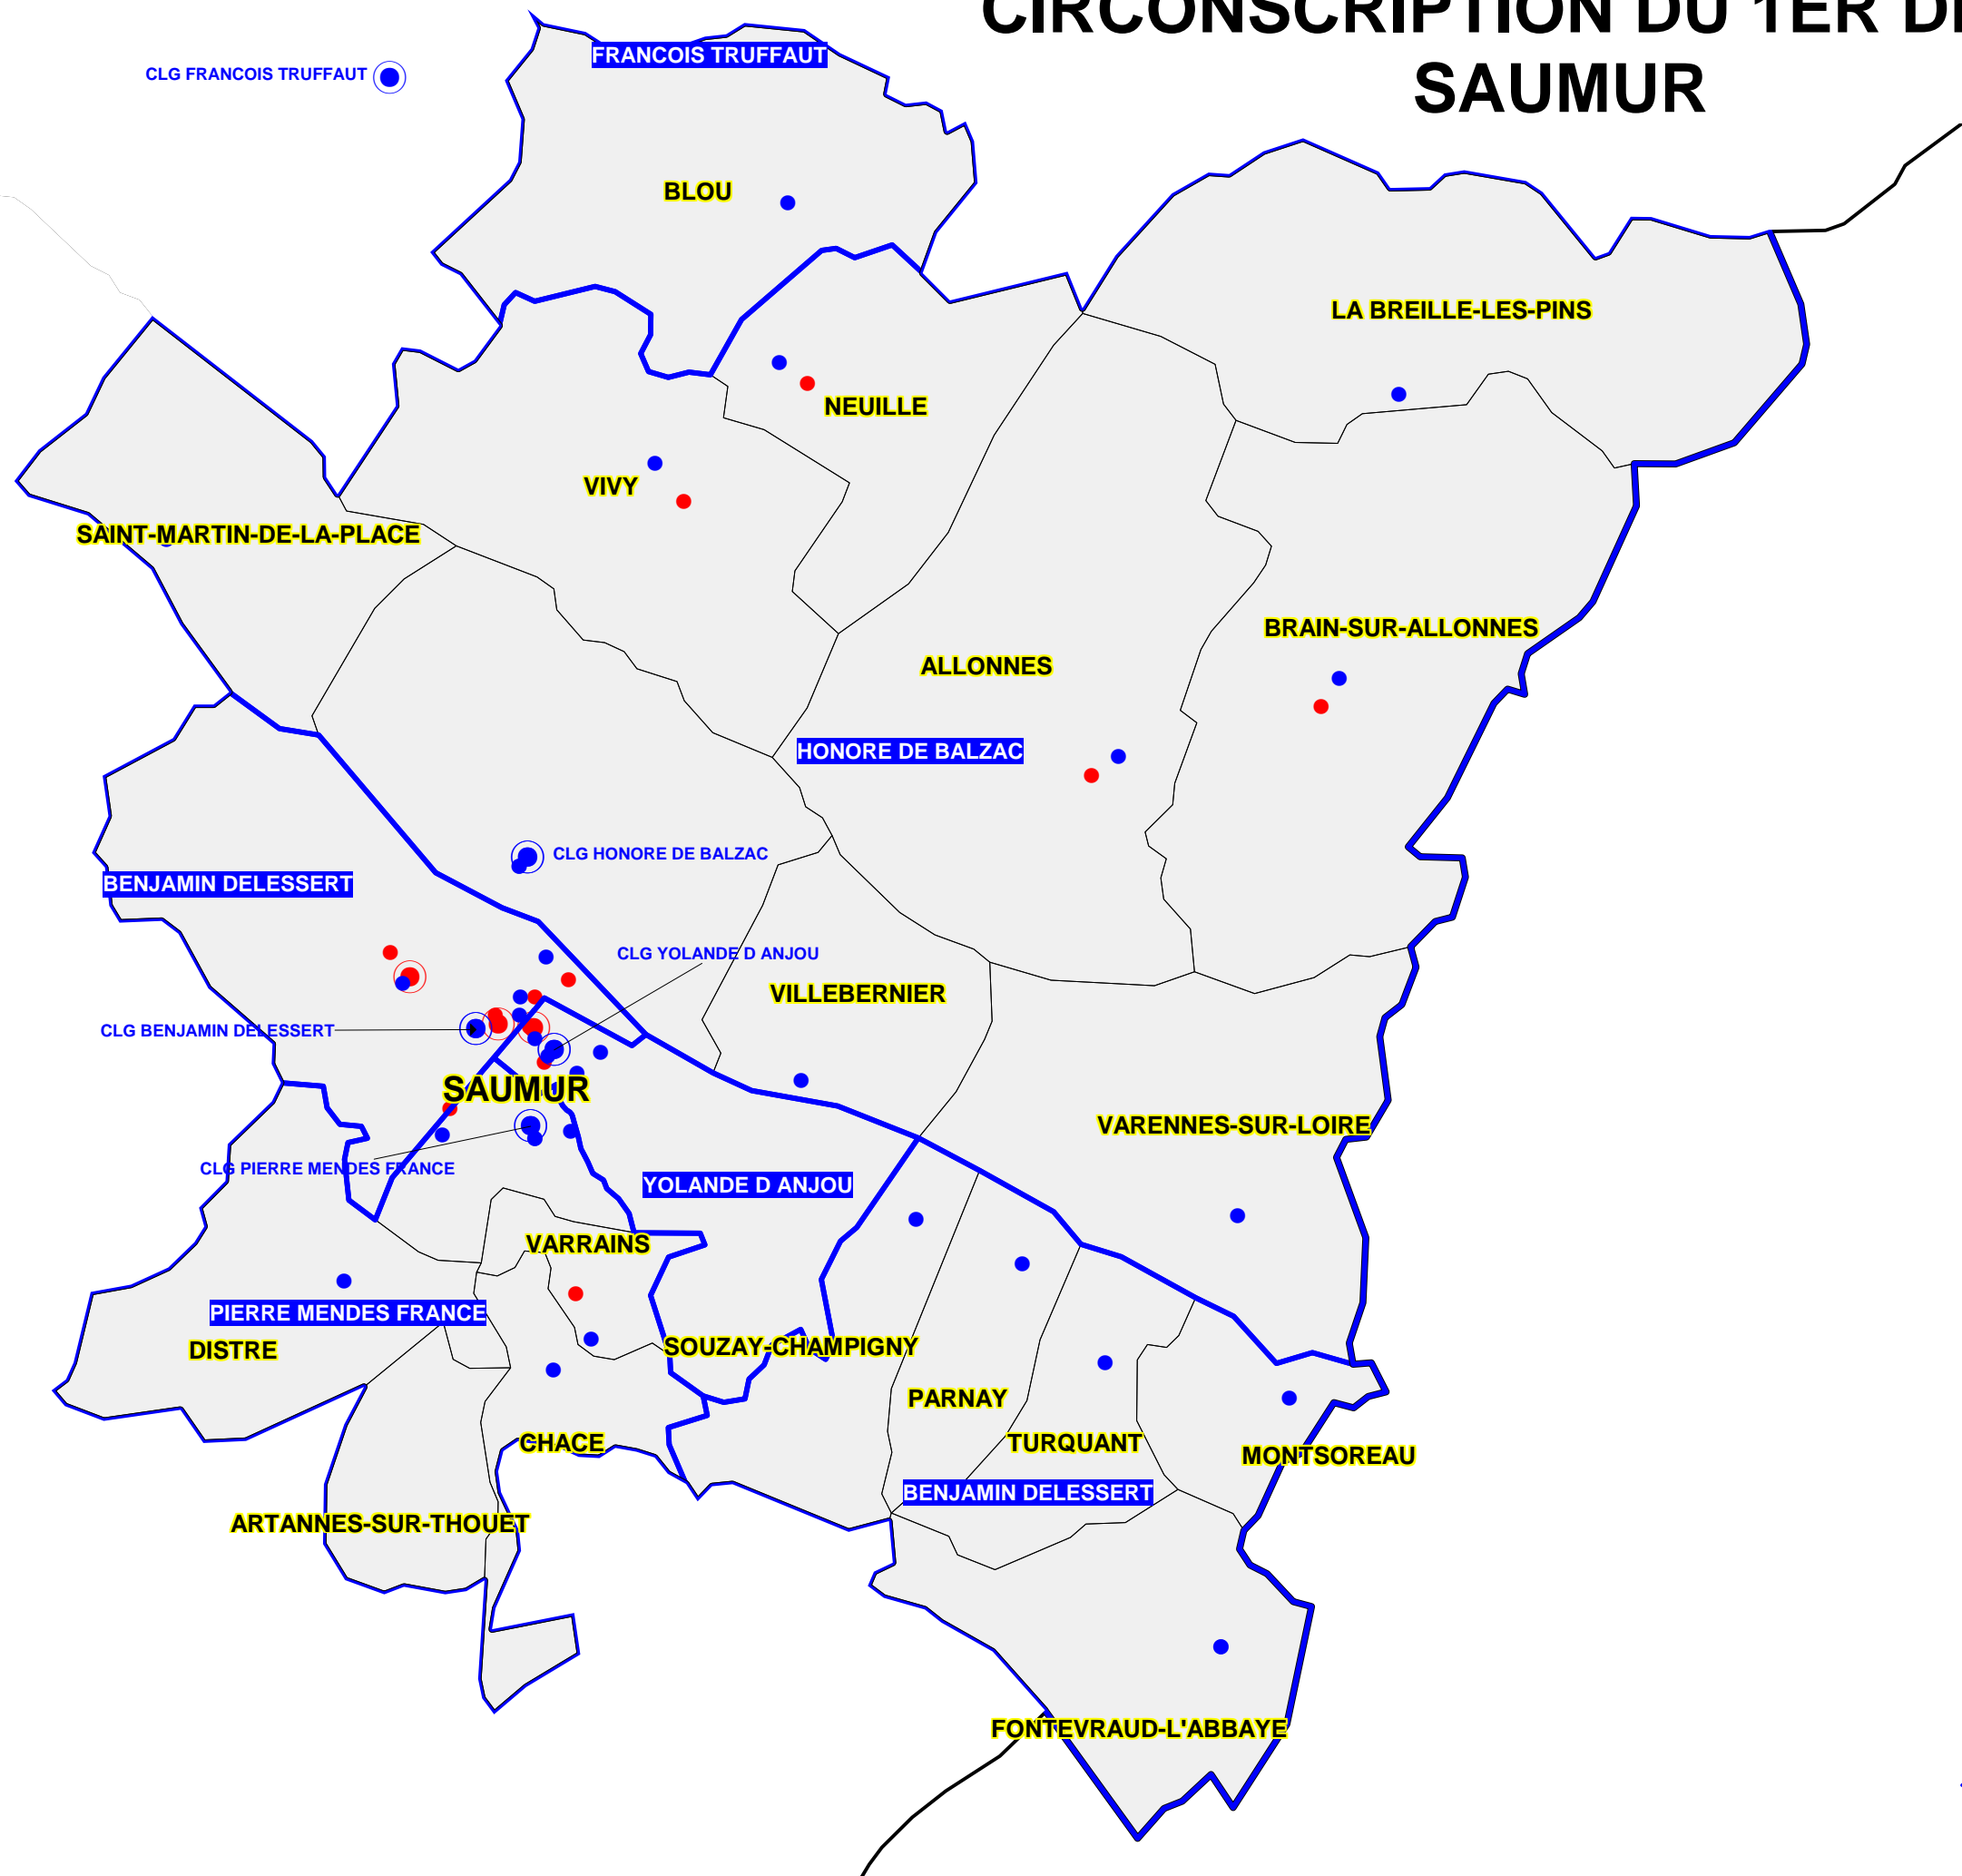 CIRCONSCRIPTION DU 1ER
SAUMUR
FRANCOIS TRUFFAUT
CLG FRANCOIS TRUFFAUT
BLOU
LA BREILLE-LES-PINS
NEUILLE
VIVY
SAINT-MARTIN-DE-LA-PLACE
BRAIN-SUR-ALLONNES
ALLONNES
HONORE DE BALZAC
CLG HONORE DE BALZAC
BENJAMIN DELESSERT
CLG YOLANDE D ANJOU
VILLEBERNIER
CLG BENJAMIN DELESSERT
SAUMUR
VARENNES-SUR-LOIRE
CLG PIERRE MENDES FRANCE
YOLANDE D ANJOU
VARRAINS
PIERRE MENDES FRANCE
DISTRE
SOUZAY-CHAMPIGNY
PARNAY
CHACE
TURQUANT
MONTSOREAU
BENJAMIN DELESSERT
ARTANNES-SUR-THOUET
FONTEVRAUD-L'ABBAYE